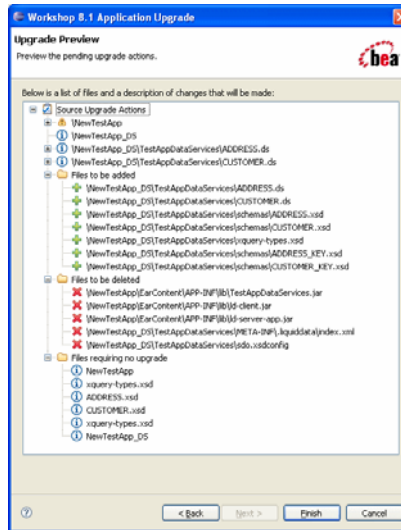 Workshop 8.1 Application Upgrade
Upgrade Preview
Preview the pending upgrade actions.
bea
Below is a list of files and a description of changes that will be made:
Source Upgrade Actions
\NewTestApp
\NewTestApp_DS
\NewTestApp_DS\TestAppDataServices\ADDRESS.ds
\NewTestApp_DS\TestAppDataServices\CUSTOMER.ds
Files to be added
\NewTestApp_DS\TestAppDataServices\ADDRESS.ds
\NewTestApp_DS\TestAppDataServices\CUSTOMER.ds
\NewTestApp_DS\TestAppDataServices\schemas\ADDRESS.xsd
\NewTestApp_DS\TestAppDataServices\schemas\CUSTOMER.xsd
\NewTestApp_DS\TestAppDataServices\xquery-types.xsd
\NewTestApp_DS\TestAppDataServices\schemas\ADDRESS_KEY.xsd
\NewTestApp_DS\TestAppDataServices\schemas\CUSTOMER_KEY.xsd
Files to be deleted
\NewTestApp\EarContent\APP-INF\lib\TestAppDataServices.jar
\NewTestApp\EarContent\APP-INF\lib\ld-client.jar
\NewTestApp\EarContent\APP-INF\lib\ld-server-app.jar
\NewTestApp_DS\TestAppDataServices\META-INF\.liquiddata\index.xml
\NewTestApp_DS\TestAppDataServices\sdo.xsdconfig
Files requiring no upgrade
NewTestApp
xquery-types.xsd
ADDRESS.xsd
CUSTOMER.xsd
xquery-types.xsd
NewTestApp_DS
? < Back Next > Finish Cancel